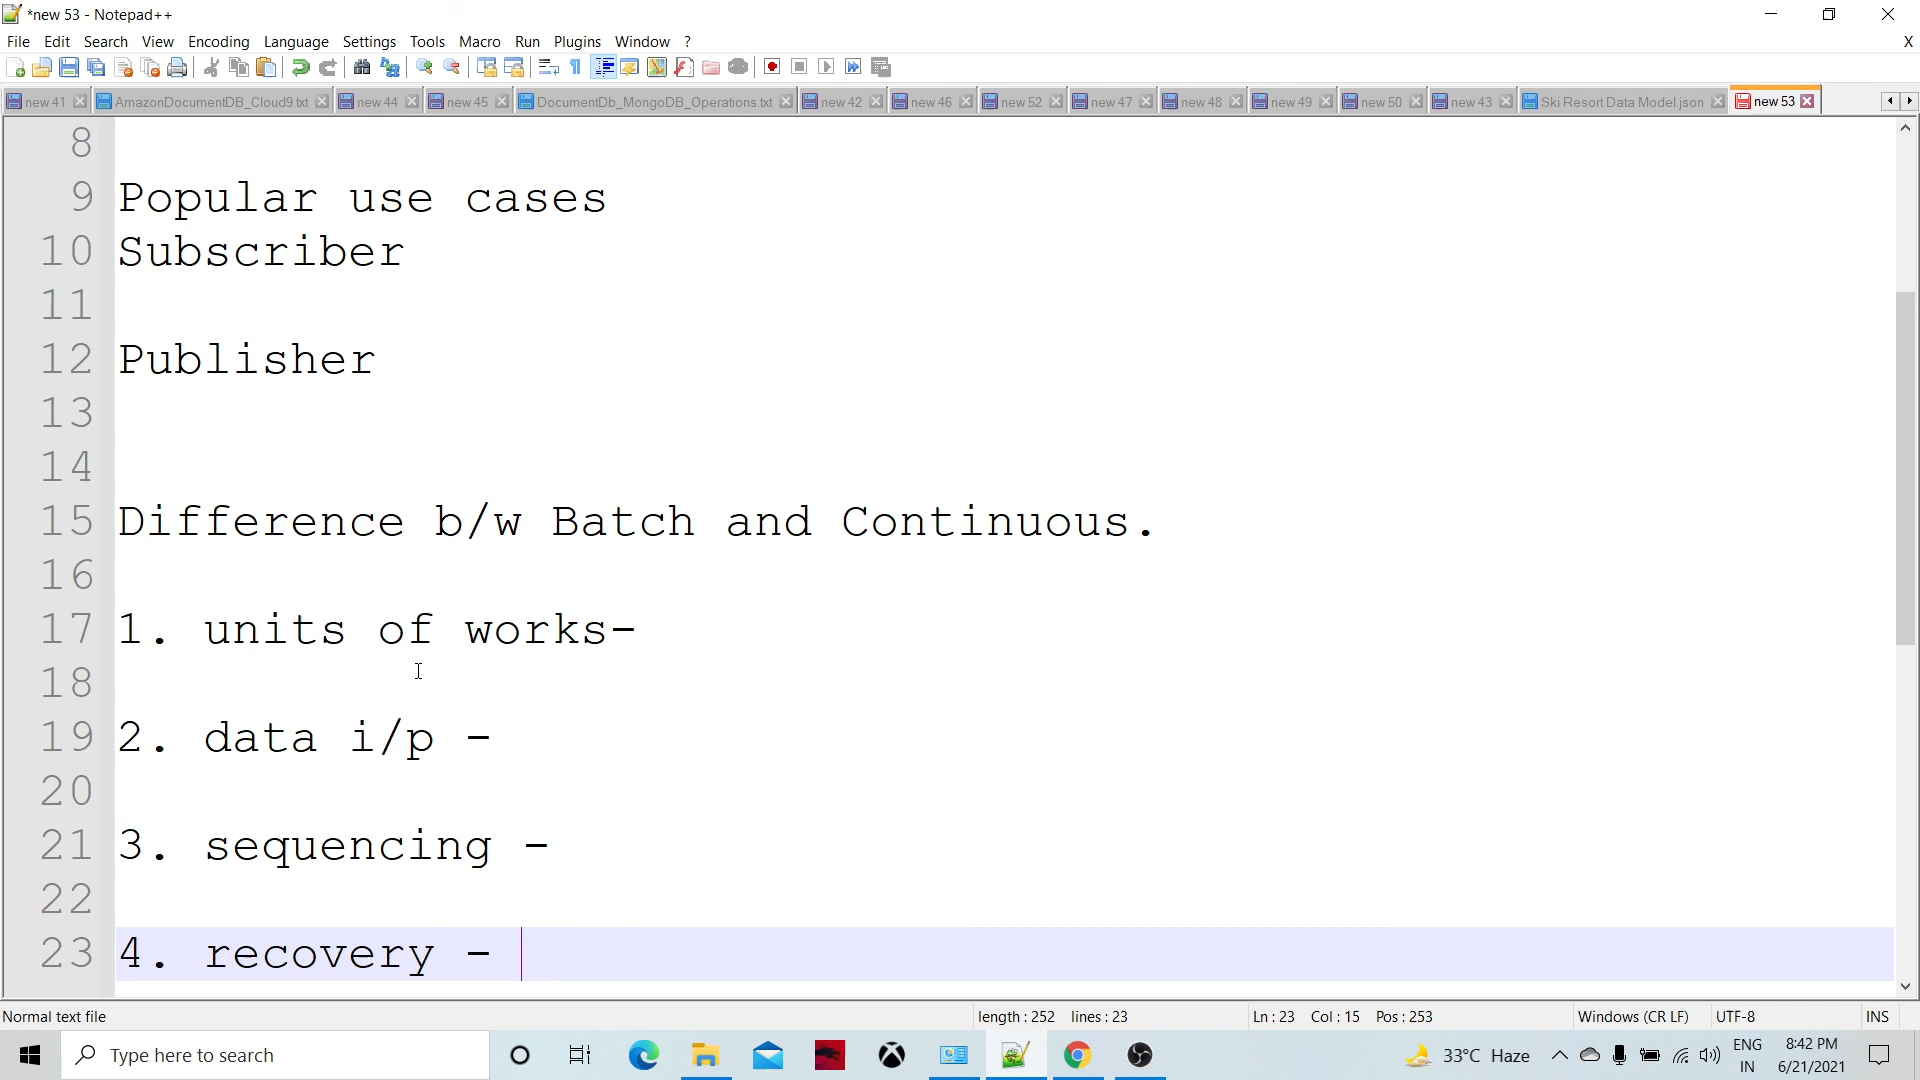 *new 53 - Notepad++
File Edit Search View Encoding Language Settings Tools Macro Run Plugins Window ? X
new 41 AmazonDocumentDB_Cloud9.txt new 44 new 45 DocumentDb_MongoDB_Operations.txt new 42 new 46 new 52 new 47 new 48 new 49 new 50 new 43 Ski Resort Data Model.json new 53
8
9 Popular use cases
10 Subscriber
11
12 Publisher
13
14
15 Difference b/w Batch and Continuous.
16
17 1. units of works-
18
19 2. data i/p -
20
21 3. sequencing -
22
23 4. recovery -
Normal text file length : 252 lines : 23 Ln : 23 Col : 15 Pos : 253 Windows (CR LF) UTF-8 INS
Type here to search 33°C Haze ENG IN 8:42 PM 6/21/2021